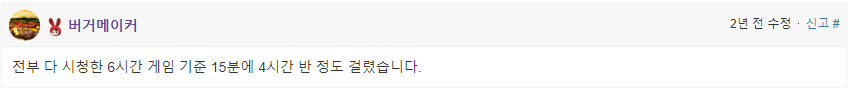 버거메이커
2년 전 수정 · 신고 #
전부 다 시청한 6시간 게임 기준 15분에 4시간 반 정도 걸렸습니다.